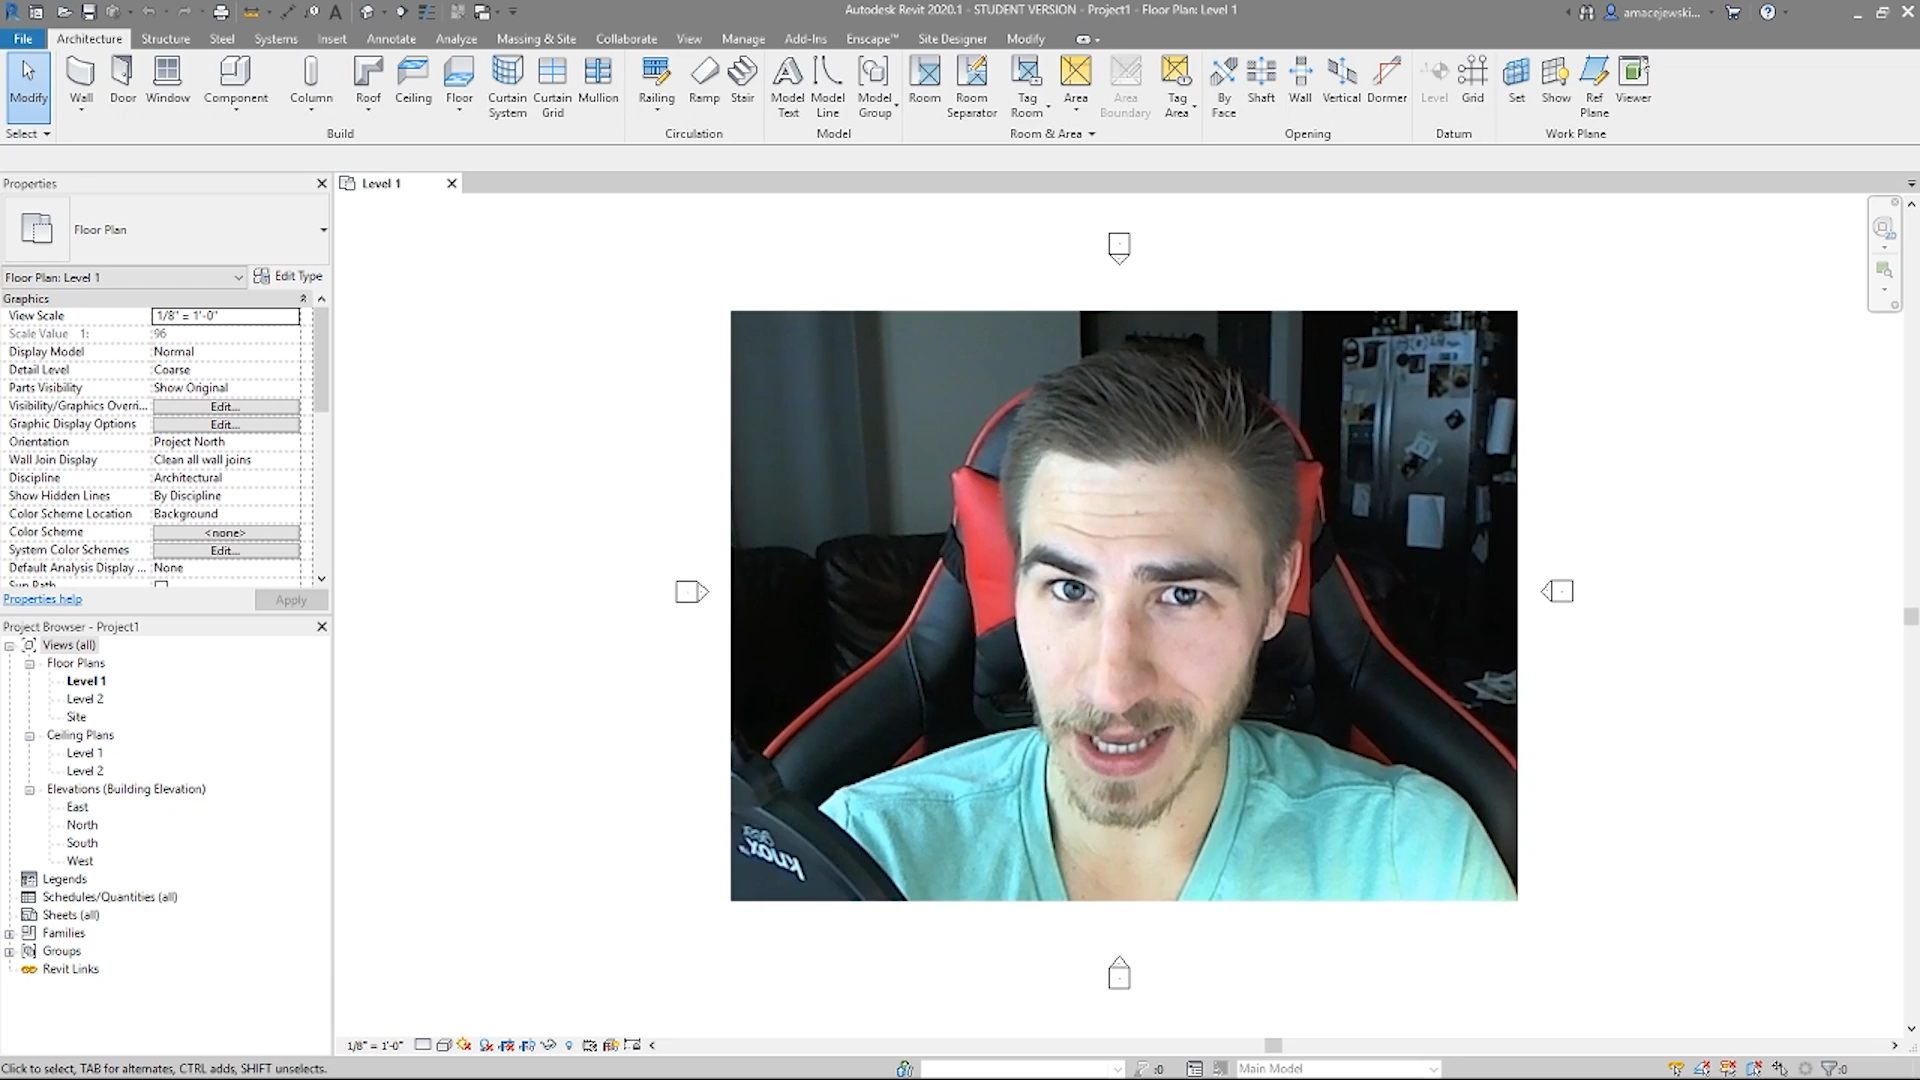 Autodesk Revit 2020.1 - STUDENT VERSION - Project1 - Floor Plan: Level 1
amacejewski...
File Architecture Structure Steel Systems Insert Annotate Analyze Massing & Site Collaborate View Manage Add-Ins Enscape™ Site Designer Modify
Modify Wall Door Window Component Column Roof Ceiling Floor Curtain System Curtain Grid Mullion Railing Ramp Stair Model Text Model Line Model Group Room Room Separator Tag Room Area Area Boundary Tag Area By Face Shaft Wall Vertical Dormer Level Grid Set Show Ref Plane Viewer
Select Build Circulation Model Room & Area Opening Datum Work Plane
Properties
Level 1
Floor Plan
Floor Plan: Level 1 Edit Type
Graphics
View Scale 1/8" = 1'-0"
Scale Value 1: 96
Display Model Normal
Detail Level Coarse
Parts Visibility Show Original
Visibility/Graphics Overri... Edit...
Graphic Display Options Edit...
Orientation Project North
Wall Join Display Clean all wall joins
Discipline Architectural
Show Hidden Lines By Discipline
Color Scheme Location Background
Color Scheme <none>
System Color Schemes Edit...
Default Analysis Display ... None
Sun Path
Properties help Apply
Project Browser - Project1
Views (all)
Floor Plans
Level 1
Level 2
Site
Ceiling Plans
Level 1
Level 2
Elevations (Building Elevation)
East
North
South
West
Legends
Schedules/Quantities (all)
Sheets (all)
Families
Groups
Revit Links
1/8" = 1'-0"
Click to select, TAB for alternates, CTRL adds, SHIFT unselects.
:0
Main Model
:0